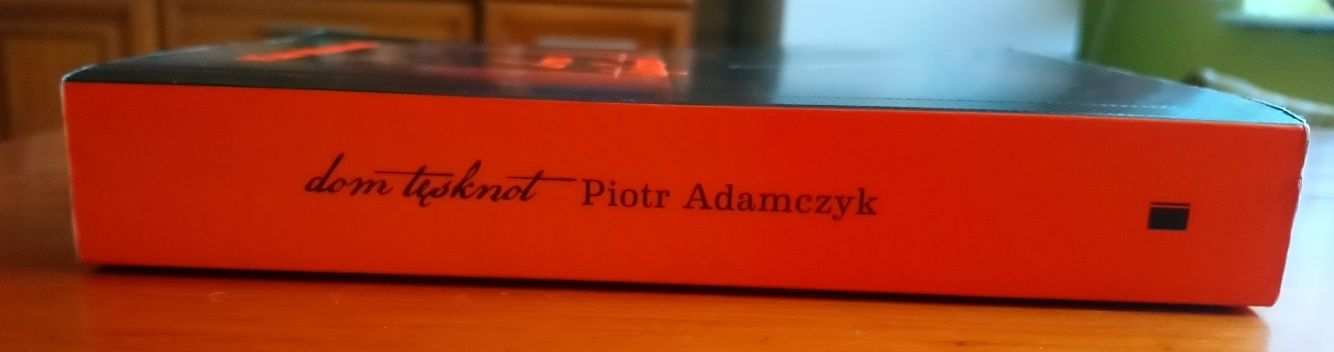 dom tęsknot Piotr Adamczyk